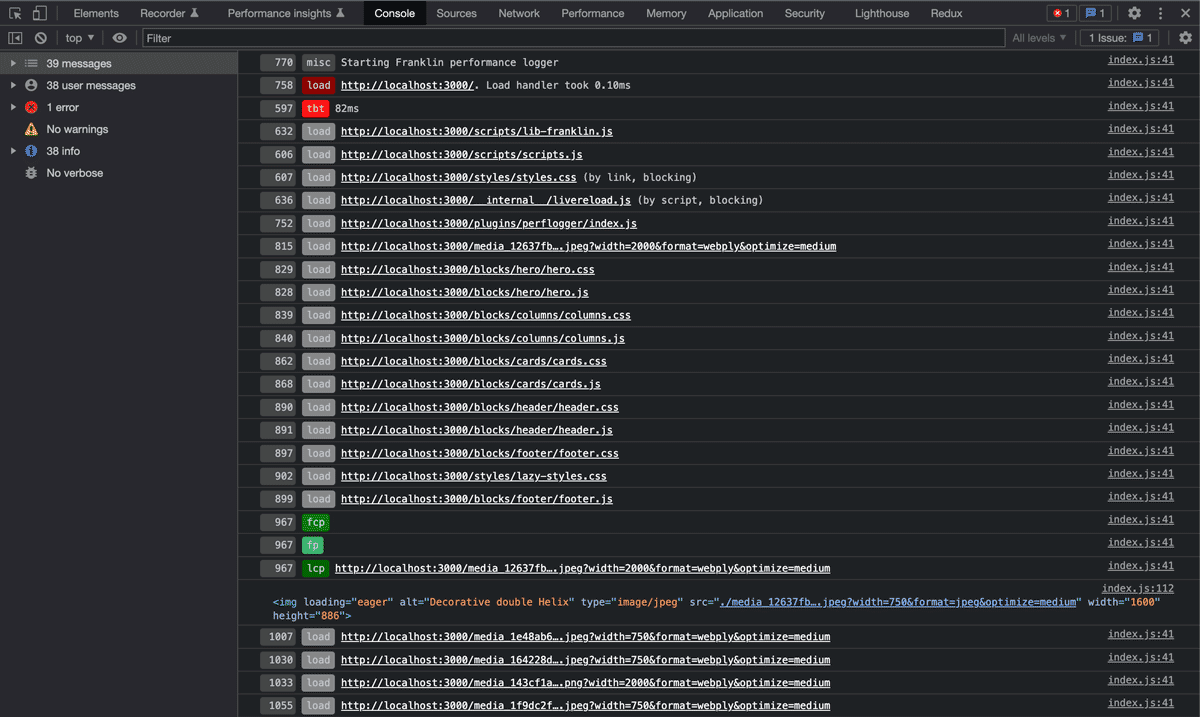 Elements Recorder Performance insights Console Sources Network Performance Memory Application Security Lighthouse Redux 1 1
top Filter All levels 1 Issue: 1
39 messages
38 user messages
1 error
No warnings
38 info
No verbose
770 misc Starting Franklin performance logger index.js:41
758 load http://localhost:3000/. Load handler took 0.10ms index.js:41
597 tbt 82ms index.js:41
632 load http://localhost:3000/scripts/lib-franklin.js index.js:41
606 load http://localhost:3000/scripts/scripts.js index.js:41
607 load http://localhost:3000/styles/styles.css (by link, blocking) index.js:41
636 load http://localhost:3000/__internal__/livereload.js (by script, blocking) index.js:41
752 load http://localhost:3000/plugins/perflogger/index.js index.js:41
815 load http://localhost:3000/media_12637fb….jpeg?width=2000&format=webply&optimize=medium index.js:41
829 load http://localhost:3000/blocks/hero/hero.css index.js:41
828 load http://localhost:3000/blocks/hero/hero.js index.js:41
839 load http://localhost:3000/blocks/columns/columns.css index.js:41
840 load http://localhost:3000/blocks/columns/columns.js index.js:41
862 load http://localhost:3000/blocks/cards/cards.css index.js:41
868 load http://localhost:3000/blocks/cards/cards.js index.js:41
890 load http://localhost:3000/blocks/header/header.css index.js:41
891 load http://localhost:3000/blocks/header/header.js index.js:41
897 load http://localhost:3000/blocks/footer/footer.css index.js:41
902 load http://localhost:3000/styles/lazy-styles.css index.js:41
899 load http://localhost:3000/blocks/footer/footer.js index.js:41
967 fcp index.js:41
967 fp index.js:41
967 lcp http://localhost:3000/media_12637fb….jpeg?width=2000&format=webply&optimize=medium index.js:41
index.js:112
<img loading="eager" alt="Decorative double Helix" type="image/jpeg" src="./media_12637fb….jpeg?width=750&format=jpeg&optimize=medium" width="1600"
height="886">
1007 load http://localhost:3000/media_1e48ab6….jpeg?width=750&format=webply&optimize=medium index.js:41
1030 load http://localhost:3000/media_164228d….jpeg?width=750&format=webply&optimize=medium index.js:41
1033 load http://localhost:3000/media_143cf1a….png?width=2000&format=webply&optimize=medium index.js:41
1055 load http://localhost:3000/media_1f9dc2f….jpeg?width=750&format=webply&optimize=medium index.js:41